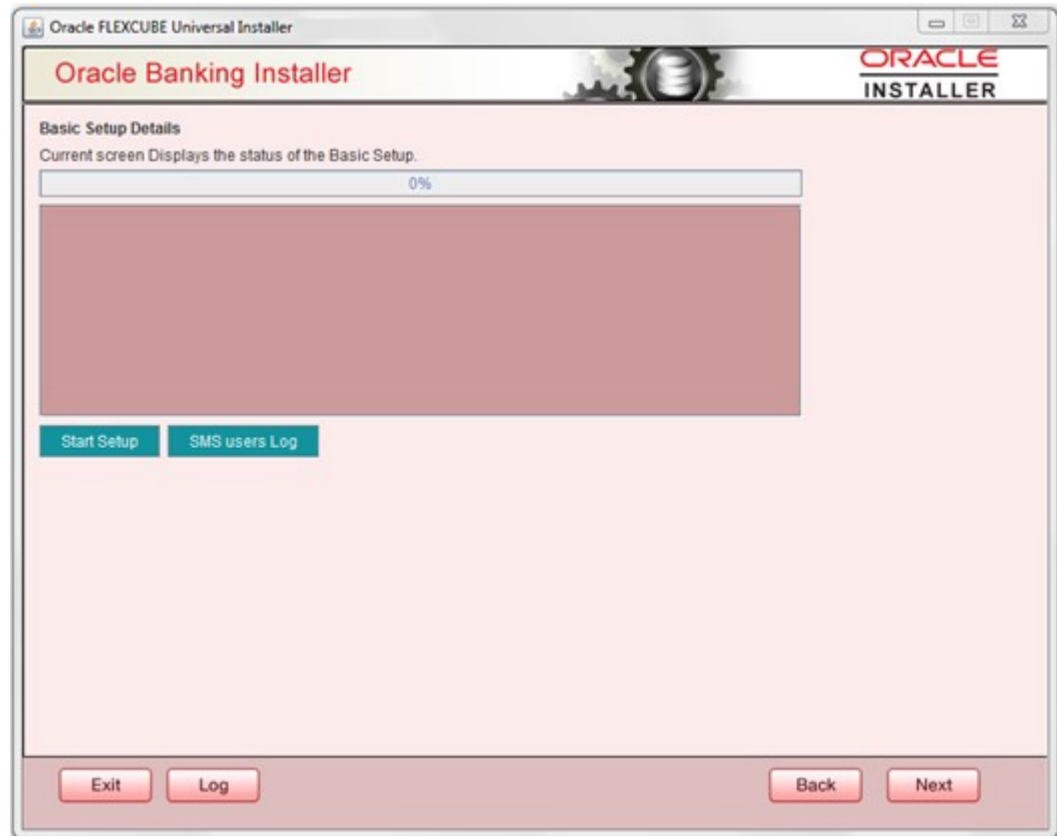 Oracle FLEXCUBE Universal Installer
Oracle Banking Installer
ORACLE
INSTALLER
Basic Setup Details
Current screen Displays the status of the Basic Setup.
0%
Start Setup SMS users Log
Exit Log Back Next